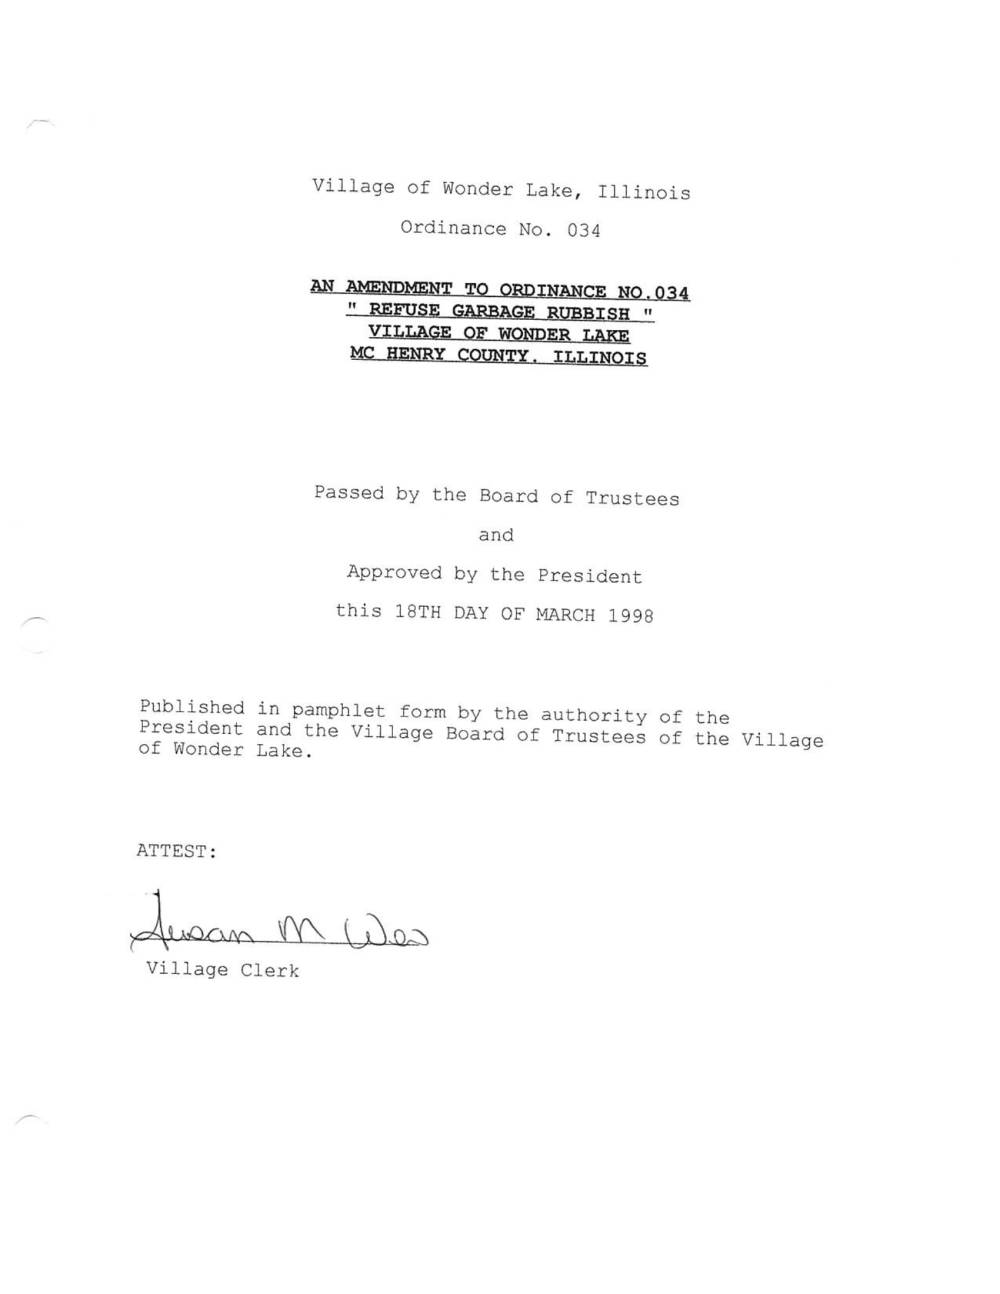 Village of Wonder Lake, Illinois
Ordinance No. 034
AN AMENDMENT TO ORDINANCE NO.034
" REFUSE GARBAGE RUBBISH "
VILLAGE OF WONDER LAKE
MC HENRY COUNTY. ILLINOIS
Passed by the Board of Trustees
and
Approved by the President
this 18TH DAY OF MARCH 1998
Published in pamphlet form by the authority of the
President and the Village Board of Trustees of the Village
of Wonder Lake.
ATTEST:
Susan M
Village Clerk